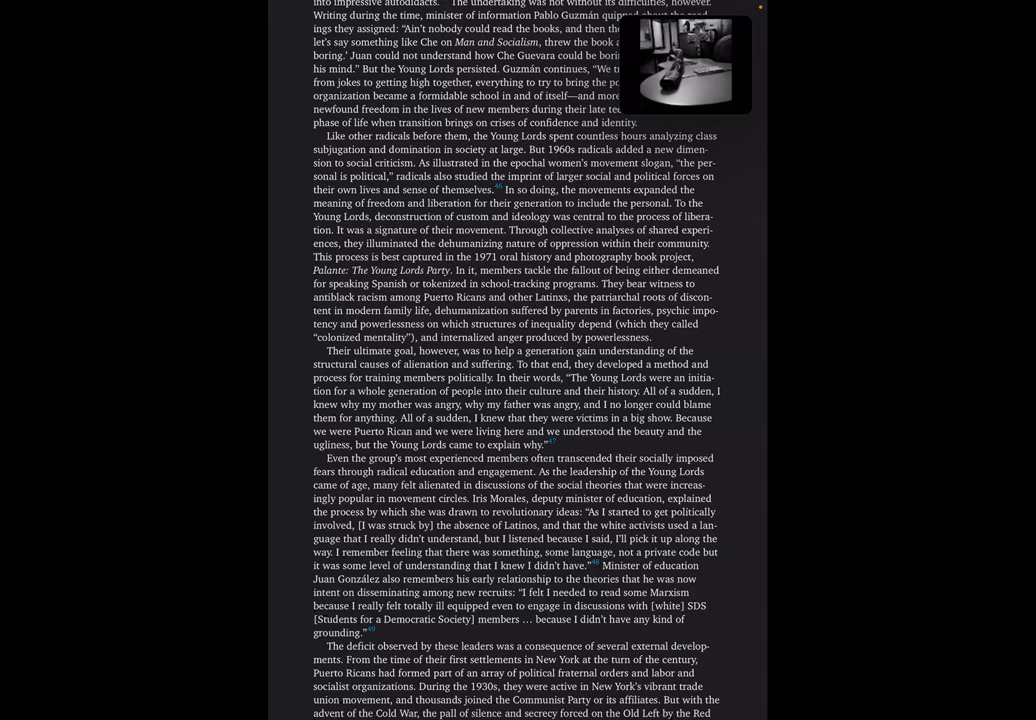 into impressive autodidacts. The undertaking was not without its difficulties, however.
Writing during the time, minister of information Pablo Guzmán quipped about the
ings they assigned: “Ain’t nobody could read the books, and then the
let’s say something like Che on Man and Socialism, threw the book a
boring.’ Juan could not understand how Che Guevara could be bori
his mind.” But the Young Lords persisted. Guzmán continues, “We tr
from jokes to getting high together, everything to try to bring the po
organization became a formidable school in and of itself—and more
newfound freedom in the lives of new members during their late tee
phase of life when transition brings on crises of confidence and identity.
Like other radicals before them, the Young Lords spent countless hours analyzing class
subjugation and domination in society at large. But 1960s radicals added a new dimen-
sion to social criticism. As illustrated in the epochal women’s movement slogan, “the per-
sonal is political,” radicals also studied the imprint of larger social and political forces on
their own lives and sense of themselves.46 In so doing, the movements expanded the
meaning of freedom and liberation for their generation to include the personal. To the
Young Lords, deconstruction of custom and ideology was central to the process of libera-
tion. It was a signature of their movement. Through collective analyses of shared experi-
ences, they illuminated the dehumanizing nature of oppression within their community.
This process is best captured in the 1971 oral history and photography book project,
Palante: The Young Lords Party. In it, members tackle the fallout of being either demeaned
for speaking Spanish or tokenized in school-tracking programs. They bear witness to
antiblack racism among Puerto Ricans and other Latinxs, the patriarchal roots of discon-
tent in modern family life, dehumanization suffered by parents in factories, psychic impo-
tency and powerlessness on which structures of inequality depend (which they called
“colonized mentality”), and internalized anger produced by powerlessness.
Their ultimate goal, however, was to help a generation gain understanding of the
structural causes of alienation and suffering. To that end, they developed a method and
process for training members politically. In their words, “The Young Lords were an initia-
tion for a whole generation of people into their culture and their history. All of a sudden, I
knew why my mother was angry, why my father was angry, and I no longer could blame
them for anything. All of a sudden, I knew that they were victims in a big show. Because
we were Puerto Rican and we were living here and we understood the beauty and the
ugliness, but the Young Lords came to explain why.”47
Even the group’s most experienced members often transcended their socially imposed
fears through radical education and engagement. As the leadership of the Young Lords
came of age, many felt alienated in discussions of the social theories that were increas-
ingly popular in movement circles. Iris Morales, deputy minister of education, explained
the process by which she was drawn to revolutionary ideas: “As I started to get politically
involved, [I was struck by] the absence of Latinos, and that the white activists used a lan-
guage that I really didn’t understand, but I listened because I said, I’ll pick it up along the
way. I remember feeling that there was something, some language, not a private code but
it was some level of understanding that I knew I didn’t have.”48 Minister of education
Juan González also remembers his early relationship to the theories that he was now
intent on disseminating among new recruits: “I felt I needed to read some Marxism
because I really felt totally ill equipped even to engage in discussions with [white] SDS
[Students for a Democratic Society] members … because I didn’t have any kind of
grounding.”49
The deficit observed by these leaders was a consequence of several external develop-
ments. From the time of their first settlements in New York at the turn of the century,
Puerto Ricans had formed part of an array of political fraternal orders and labor and
socialist organizations. During the 1930s, they were active in New York’s vibrant trade
union movement, and thousands joined the Communist Party or its affiliates. But with the
advent of the Cold War, the pall of silence and secrecy forced on the Old Left by the Red